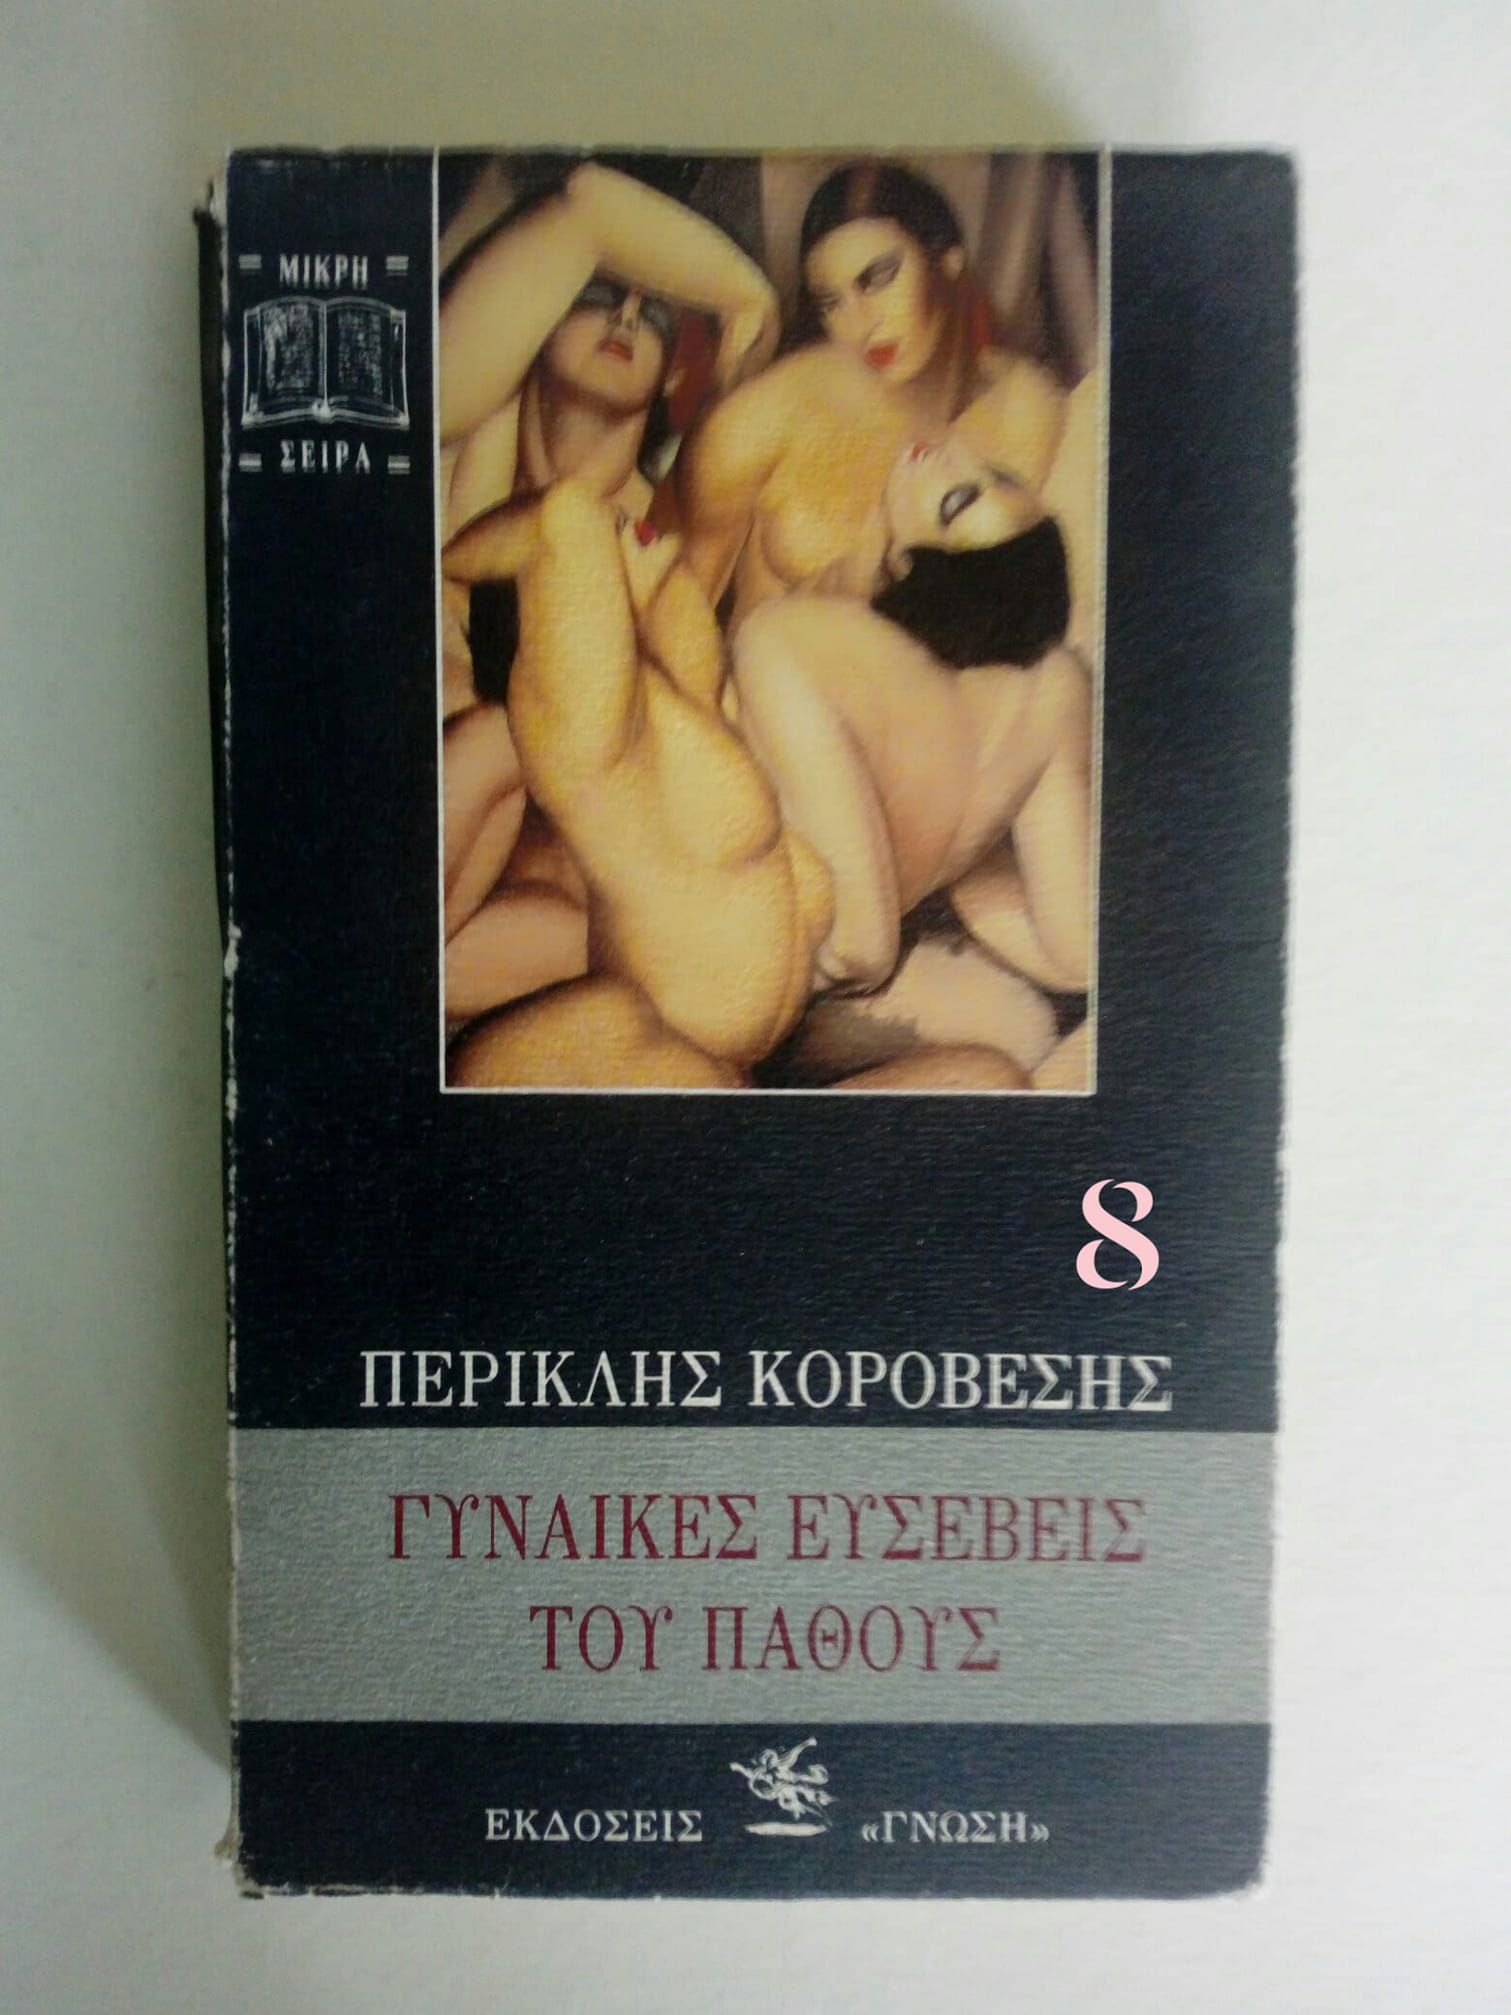 ΜΙΚΡΗ
ΣΕΙΡΑ
8
ΠΕΡΙΚΛΗΣ ΚΟΡΟΒΕΣΗΣ
ΓΥΝΑΙΚΕΣ ΕΥΣΕΒΕΙΣ
ΤΟΥ ΠΑΘΟΥΣ
ΕΚΔΟΣΕΙΣ «ΓΝΩΣΗ»